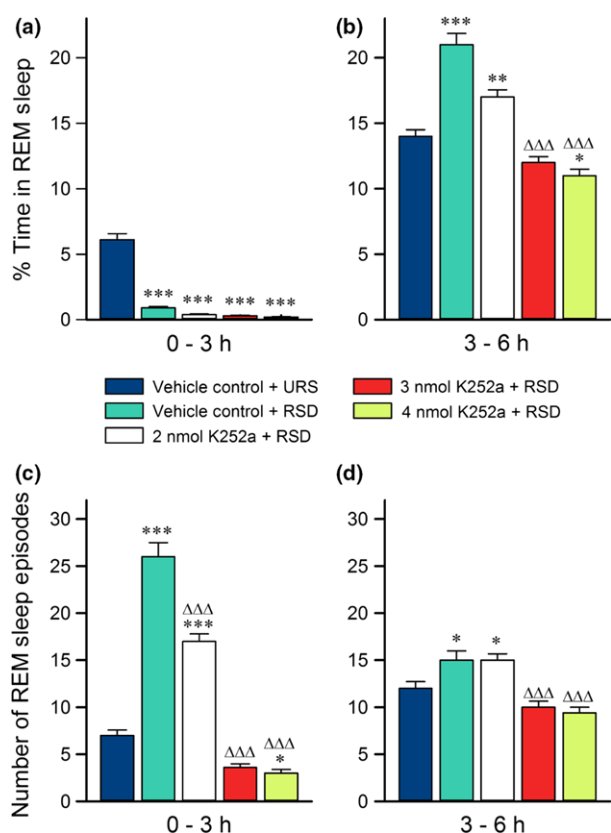 (a)
% Time in REM sleep
20
15
10
5
0
*** *** *** ***
0 - 3 h
(b)
20
15
10
5
0
***
**
ΔΔΔ
ΔΔΔ
*
3 - 6 h
Vehicle control + URS
Vehicle control + RSD
2 nmol K252a + RSD
3 nmol K252a + RSD
4 nmol K252a + RSD
(c)
Number of REM sleep episodes
30
25
20
15
10
5
0
***
ΔΔΔ
***
ΔΔΔ
ΔΔΔ
*
0 - 3 h
(d)
30
25
20
15
10
5
0
*
*
ΔΔΔ
ΔΔΔ
3 - 6 h